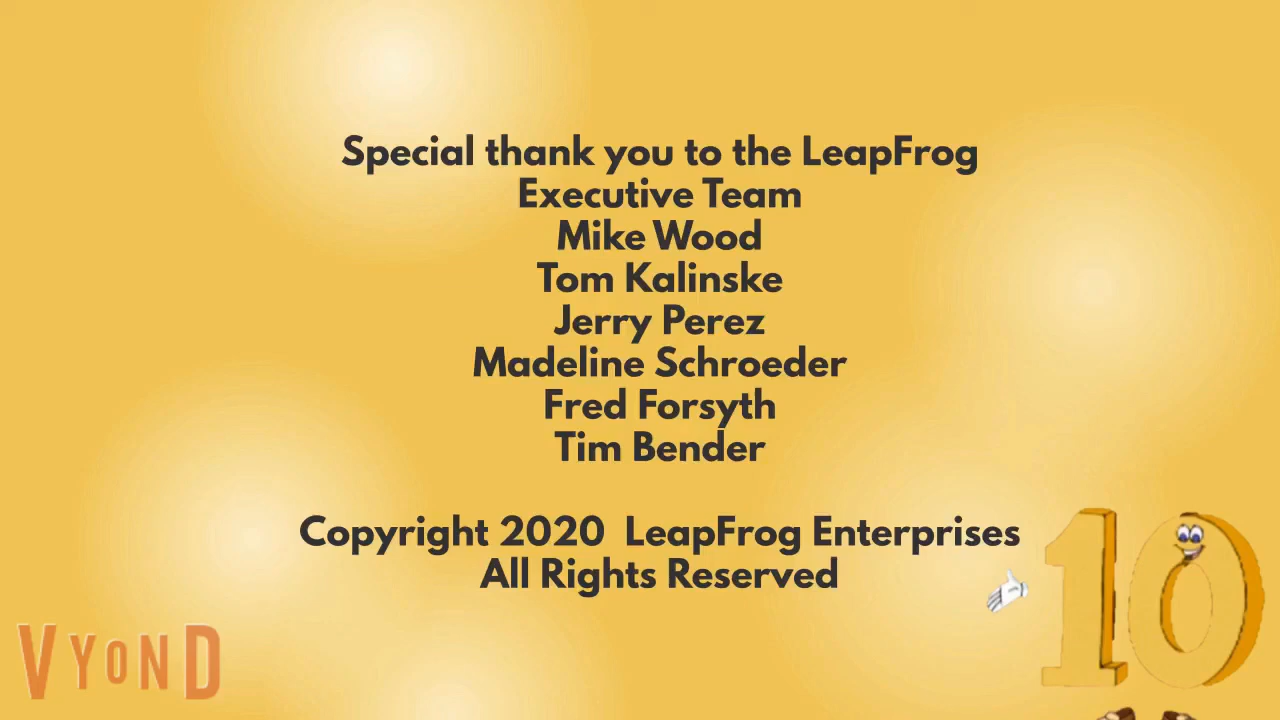 Special thank you to the LeapFrog
Executive Team
Mike Wood
Tom Kalinske
Jerry Perez
Madeline Schroeder
Fred Forsyth
Tim Bender
Copyright 2020  LeapFrog Enterprises
All Rights Reserved
VYOND
10